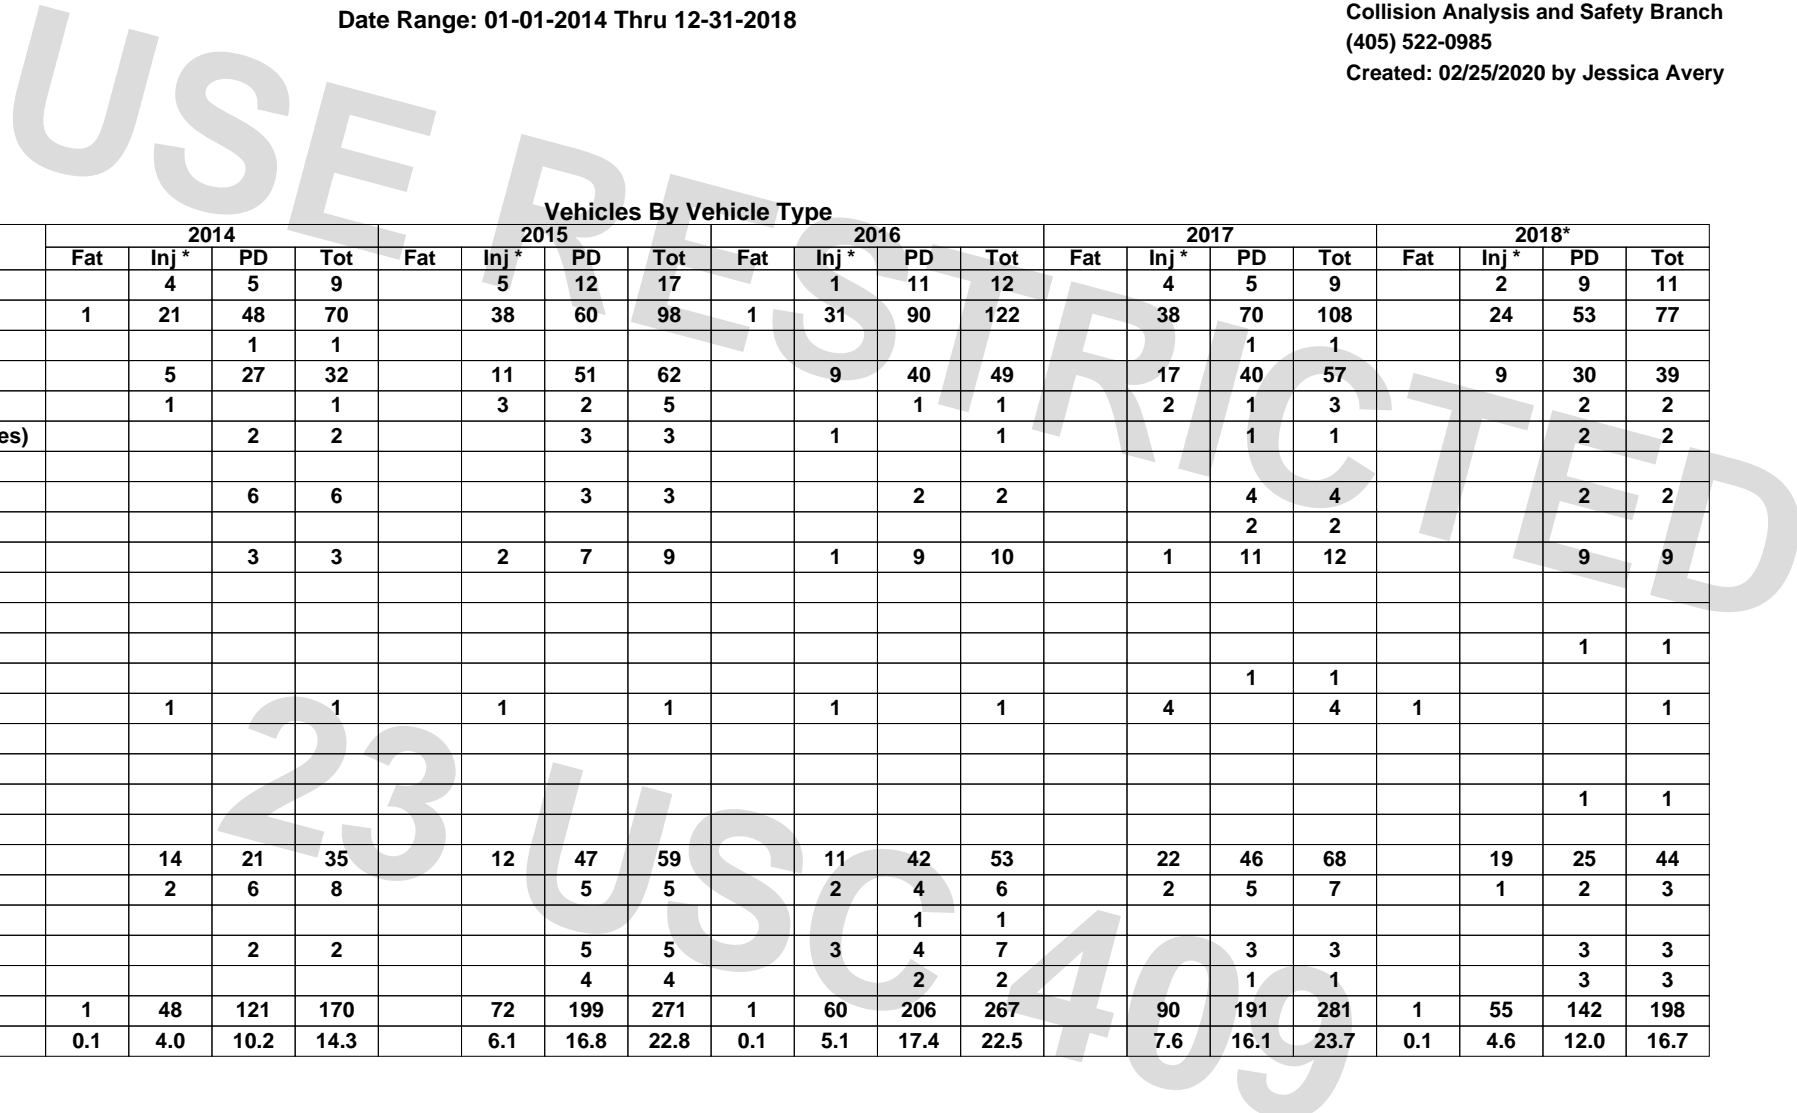 Date Range: 01-01-2014 Thru 12-31-2018
Collision Analysis and Safety Branch
(405) 522-0985
Created: 02/25/2020 by Jessica Avery
USE RESTRICTED
Vehicles By Vehicle Type
2014 2015 2016 2017 2018*
Fat Inj * PD Tot Fat Inj * PD Tot Fat Inj * PD Tot Fat Inj * PD Tot Fat Inj * PD Tot
4 5 9 5 12 17 1 11 12 4 5 9 2 9 11
1 21 48 70 38 60 98 1 31 90 122 38 70 108 24 53 77
1 1 1 1
5 27 32 11 51 62 9 40 49 17 40 57 9 30 39
1 1 3 2 5 1 1 2 1 3 2 2
es) 2 2 3 3 1 1 1 1 2 2
6 6 3 3 2 2 4 4 2 2
2 2
3 3 2 7 9 1 9 10 1 11 12 9 9
1 1
1 1
1 1 1 1 1 1 4 4 1 1
1 1
14 21 35 12 47 59 11 42 53 22 46 68 19 25 44
2 6 8 5 5 2 4 6 2 5 7 1 2 3
1 1
2 2 5 5 3 4 7 3 3 3 3
4 4 2 2 1 1 3 3
1 48 121 170 72 199 271 1 60 206 267 90 191 281 1 55 142 198
0.1 4.0 10.2 14.3 6.1 16.8 22.8 0.1 5.1 17.4 22.5 7.6 16.1 23.7 0.1 4.6 12.0 16.7
23 USC 409